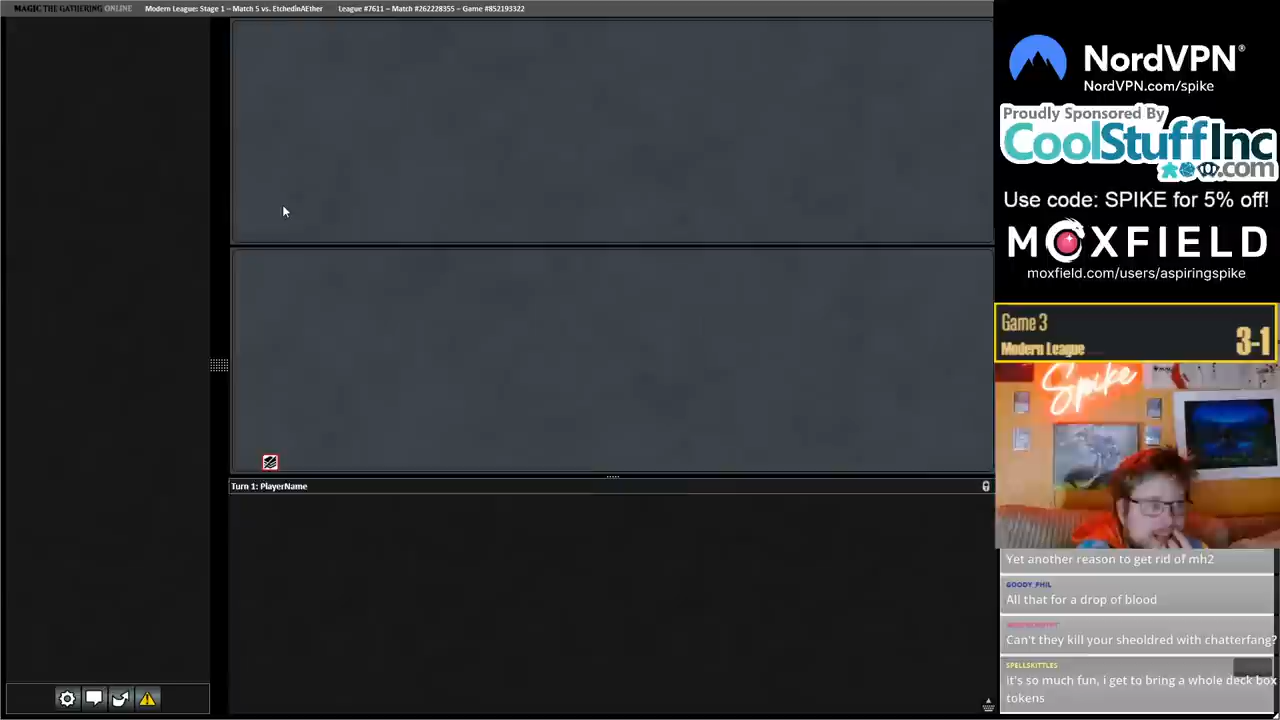 MAGIC THE GATHERING ONLINE
Modern League: Stage 1 – Match 5 vs. EtchedinAEther
League #7611 – Match #262228355 – Game #852193322
NordVPN®
NordVPN.com/spike
Proudly Sponsored By
CoolStuffInc
.com
Use code: SPIKE for 5% off!
MOXFIELD
moxfield.com/users/aspiringspike
Game 3
Modern League
3-1
Spike
Turn 1: PlayerName
Yet another reason to get rid of mh2
GOODY_PHIL
All that for a drop of blood
Can't they kill your sheoldred with chatterfang?
SPELLSKITTLES
It's so much fun, i get to bring a whole deck box
tokens